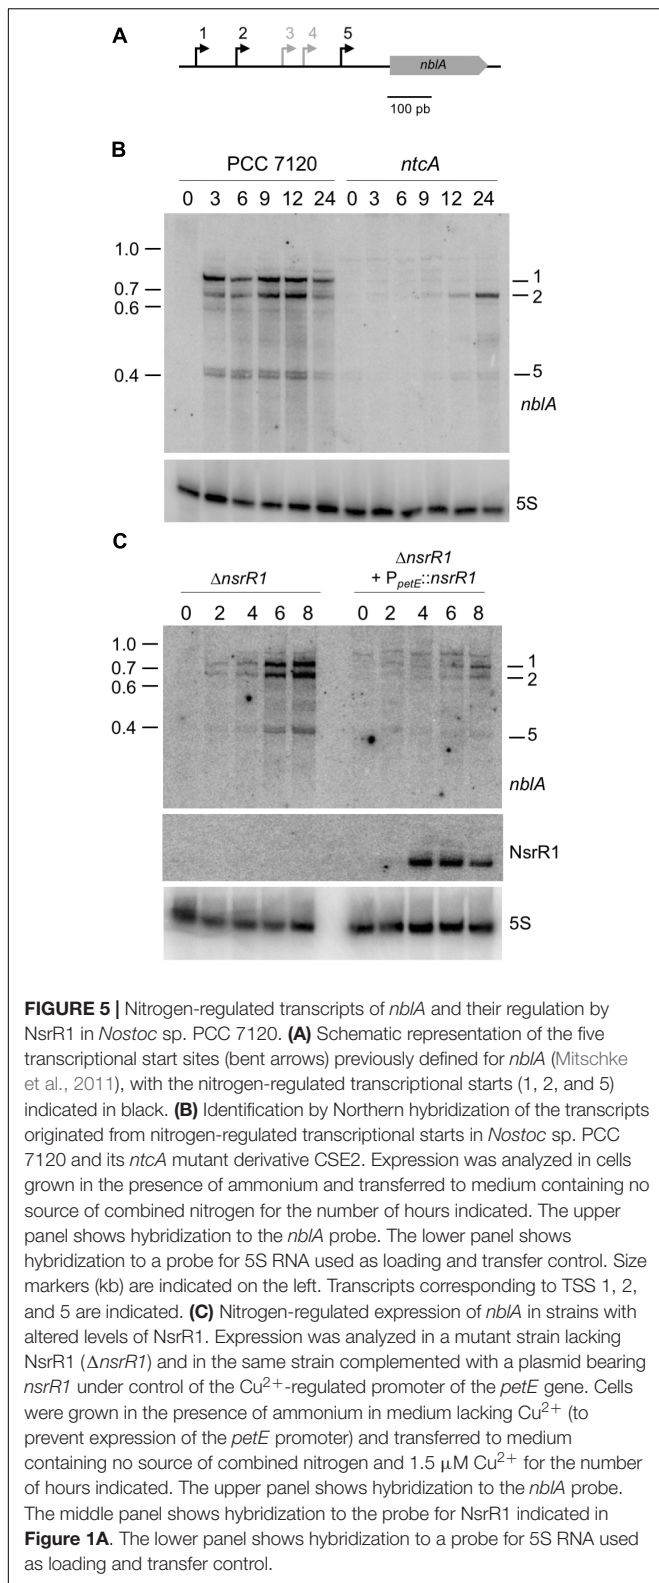 A
1 2 3 4 5
nblA
100 pb
B
PCC 7120 ntcA
0 3 6 9 12 24 0 3 6 9 12 24
1.0
0.7
0.6
0.4
1
2
5
nblA
5S
C
ΔnsrR1
ΔnsrR1
+ PpetE::nsrR1
0 2 4 6 8 0 2 4 6 8
1.0
0.7
0.6
0.4
1
2
5
nblA
NsrR1
5S
FIGURE 5 | Nitrogen-regulated transcripts of nblA and their regulation by
NsrR1 in Nostoc sp. PCC 7120. (A) Schematic representation of the five
transcriptional start sites (bent arrows) previously defined for nblA (Mitschke
et al., 2011), with the nitrogen-regulated transcriptional starts (1, 2, and 5)
indicated in black. (B) Identification by Northern hybridization of the transcripts
originated from nitrogen-regulated transcriptional starts in Nostoc sp. PCC
7120 and its ntcA mutant derivative CSE2. Expression was analyzed in cells
grown in the presence of ammonium and transferred to medium containing no
source of combined nitrogen for the number of hours indicated. The upper
panel shows hybridization to the nblA probe. The lower panel shows
hybridization to a probe for 5S RNA used as loading and transfer control. Size
markers (kb) are indicated on the left. Transcripts corresponding to TSS 1, 2,
and 5 are indicated. (C) Nitrogen-regulated expression of nblA in strains with
altered levels of NsrR1. Expression was analyzed in a mutant strain lacking
NsrR1 (ΔnsrR1) and in the same strain complemented with a plasmid bearing
nsrR1 under control of the Cu2+-regulated promoter of the petE gene. Cells
were grown in the presence of ammonium in medium lacking Cu2+ (to
prevent expression of the petE promoter) and transferred to medium
containing no source of combined nitrogen and 1.5 μM Cu2+ for the number
of hours indicated. The upper panel shows hybridization to the nblA probe.
The middle panel shows hybridization to the probe for NsrR1 indicated in
Figure 1A. The lower panel shows hybridization to a probe for 5S RNA used
as loading and transfer control.